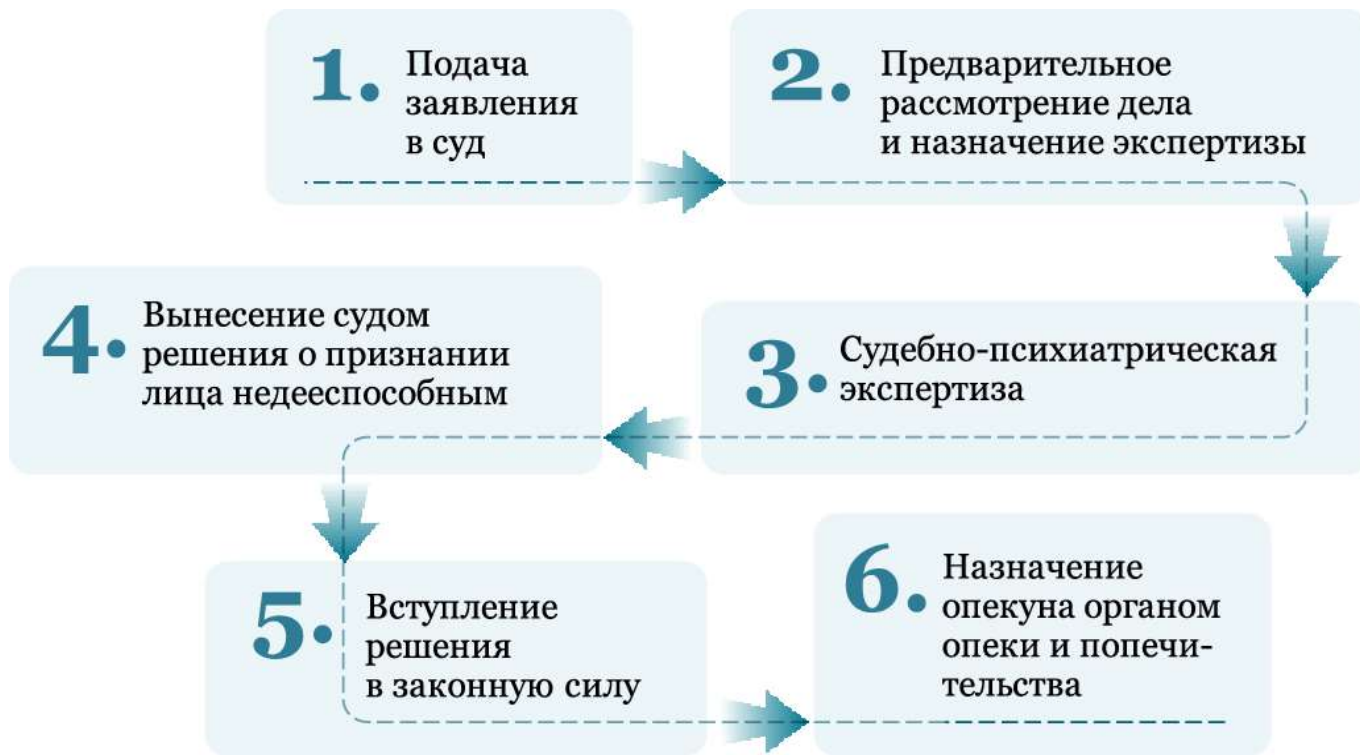 1. Подача
заявления
в суд
2. Предварительное
рассмотрение дела
и назначение экспертизы
3. Судебно-психиатрическая
экспертиза
4. Вынесение судом
решения о признании
лица недееспособным
5. Вступление
решения
в законную силу
6. Назначение
опекуна органом
опеки и попечи-
тельства